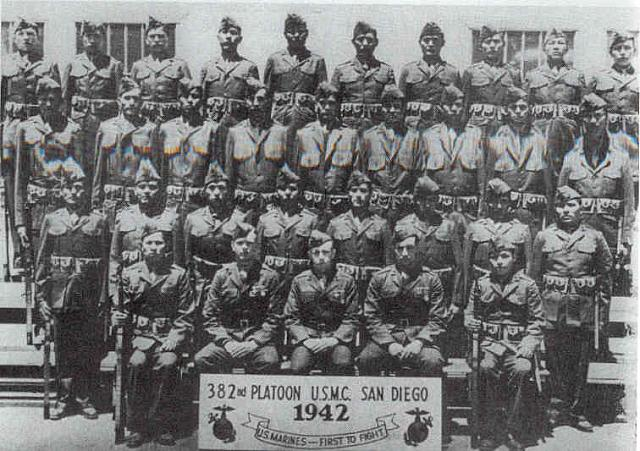 382nd PLATOON U.S.M.C. SAN DIEGO
1942
U.S. MARINES — FIRST TO FIGHT